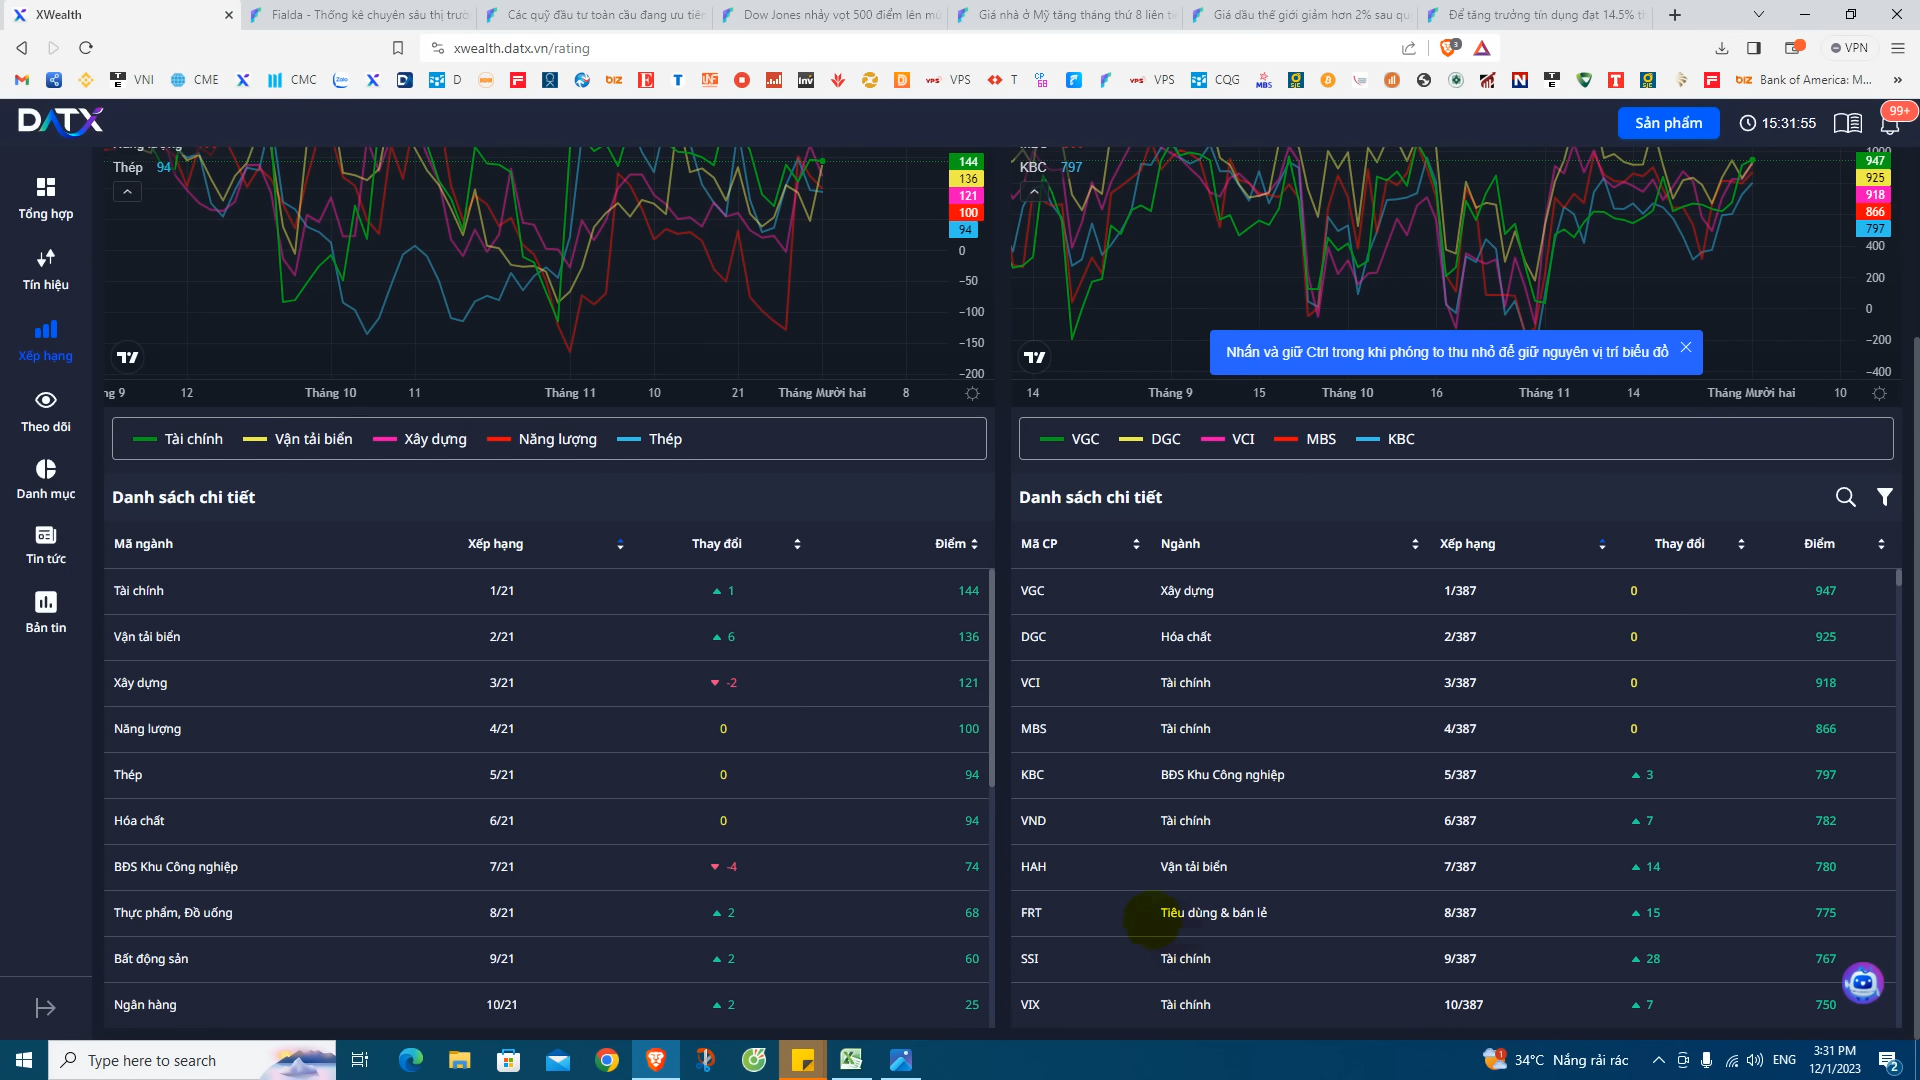 XWealth
Fialda - Thống kê chuyên sâu thị trườ
Các quỹ đầu tư toàn cầu đang ưu tiên
Dow Jones nhảy vọt 500 điểm lên mứ
Giá nhà ở Mỹ tăng tháng thứ 8 liên ti
Giá dầu thế giới giảm hơn 2% sau qu
Để tăng trưởng tín dụng đạt 14.5% th
xwealth.datx.vn/rating
3
VPN
VNI
CME
CMC
D
VPS
T
VPS
CQG
Bank of America: M...
DATX
Sản phẩm
15:31:55
99+
Tổng hợp
Tín hiệu
Xếp hạng
Theo dõi
Danh mục
Tin tức
Bản tin
Thép 94
144
136
121
100
94
0
−50
−100
−150
−200
ng 9
12
Tháng 10
11
Tháng 11
10
21
Tháng Mười hai
8
KBC 797
1000
947
925
918
866
797
400
200
0
−200
−400
Nhấn và giữ Ctrl trong khi phóng to thu nhỏ để giữ nguyên vị trí biểu đồ
14
Tháng 9
15
Tháng 10
16
Tháng 11
14
Tháng Mười hai
10
Tài chính Vận tải biển Xây dựng Năng lượng Thép
VGC DGC VCI MBS KBC
Danh sách chi tiết
Mã ngành Xếp hạng Thay đổi Điểm
Tài chính 1/21 1 144
Vận tải biển 2/21 6 136
Xây dựng 3/21 -2 121
Năng lượng 4/21 0 100
Thép 5/21 0 94
Hóa chất 6/21 0 94
BĐS Khu Công nghiệp 7/21 -4 74
Thực phẩm, Đồ uống 8/21 2 68
Bất động sản 9/21 2 60
Ngân hàng 10/21 2 25
Danh sách chi tiết
Mã CP Ngành Xếp hạng Thay đổi Điểm
VGC Xây dựng 1/387 0 947
DGC Hóa chất 2/387 0 925
VCI Tài chính 3/387 0 918
MBS Tài chính 4/387 0 866
KBC BĐS Khu Công nghiệp 5/387 3 797
VND Tài chính 6/387 7 782
HAH Vận tải biển 7/387 14 780
FRT Tiêu dùng & bán lẻ 8/387 15 775
SSI Tài chính 9/387 28 767
VIX Tài chính 10/387 7 750
Type here to search
34°C Nắng rải rác
ENG
3:31 PM
12/1/2023
2